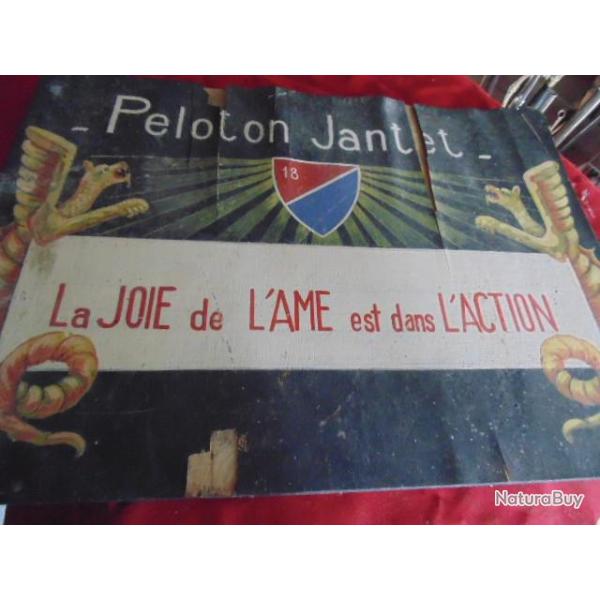 - Peloton Jantet -
18
La JOIE de L'AME est dans L'ACTION
NaturaBuy